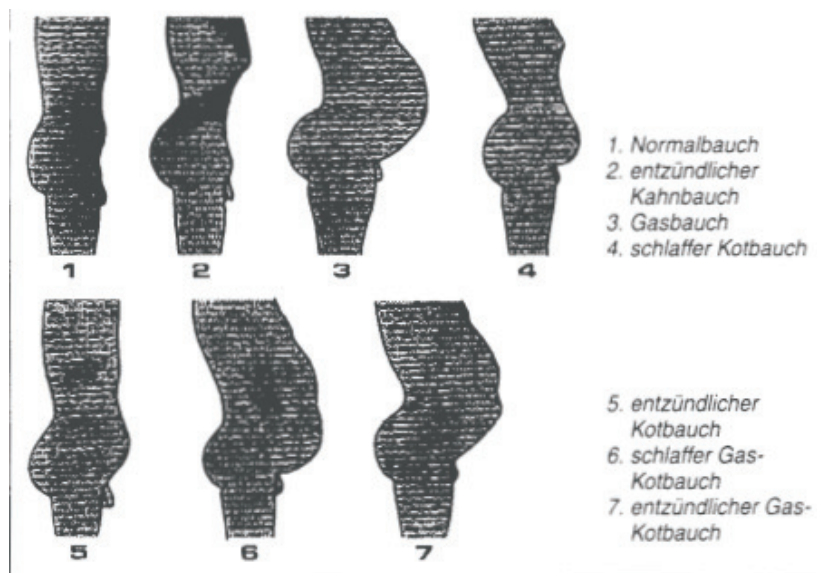 1. Normalbauch
2. entzündlicher
Kahnbauch
3. Gasbauch
4. schlaffer Kotbauch
1
2
3
4
5. entzündlicher
Kotbauch
6. schlaffer Gas-
Kotbauch
7. entzündlicher Gas-
Kotbauch
5
6
7